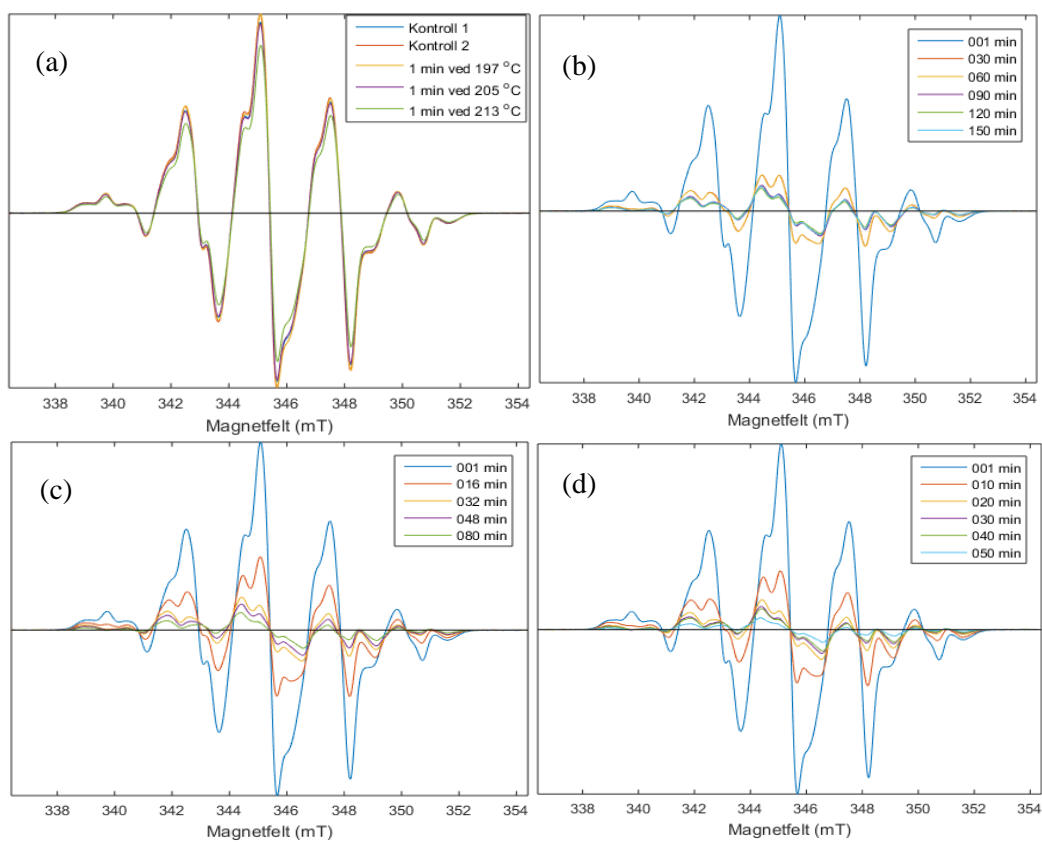 (a)
Kontroll 1
Kontroll 2
1 min ved 197 °C
1 min ved 205 °C
1 min ved 213 °C
338 340 342 344 346 348 350 352 354
Magnetfelt (mT)
(b)
001 min
030 min
060 min
090 min
120 min
150 min
338 340 342 344 346 348 350 352 354
Magnetfelt (mT)
(c)
001 min
016 min
032 min
048 min
080 min
338 340 342 344 346 348 350 352 354
Magnetfelt (mT)
(d)
001 min
010 min
020 min
030 min
040 min
050 min
338 340 342 344 346 348 350 352 354
Magnetfelt (mT)